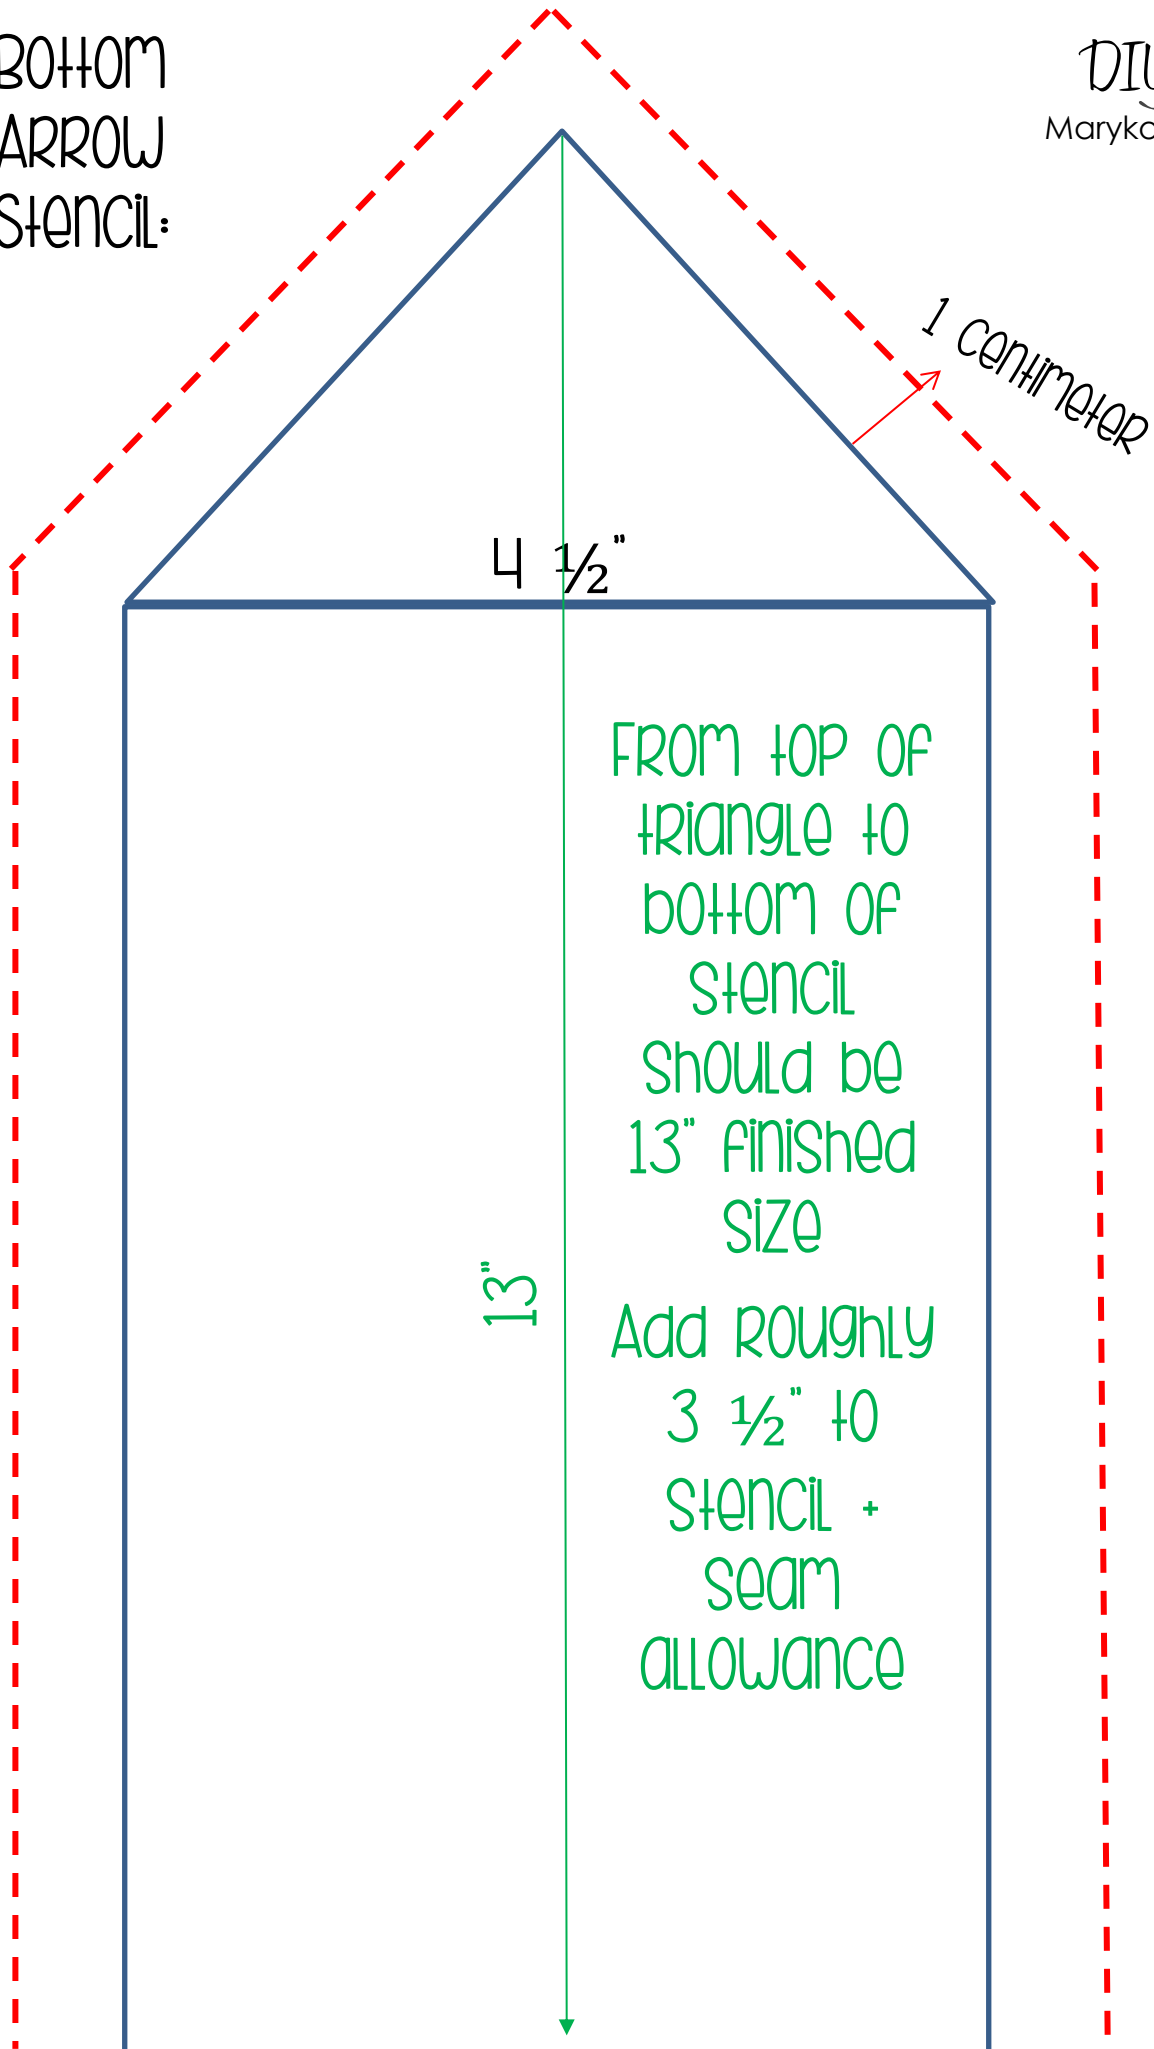 Bottom
Arrow
Stencil:
1 centimeter
4 ½"
From top of
triangle to
bottom of
stencil
should be
13" finished
size
13"
Add roughly
3 ½" to
stencil +
seam
allowance